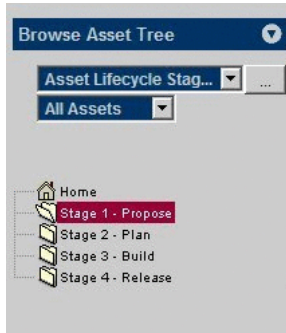 Browse Asset Tree
Asset Lifecycle Stag...
...
All Assets
Home
Stage 1 - Propose
Stage 2 - Plan
Stage 3 - Build
Stage 4 - Release